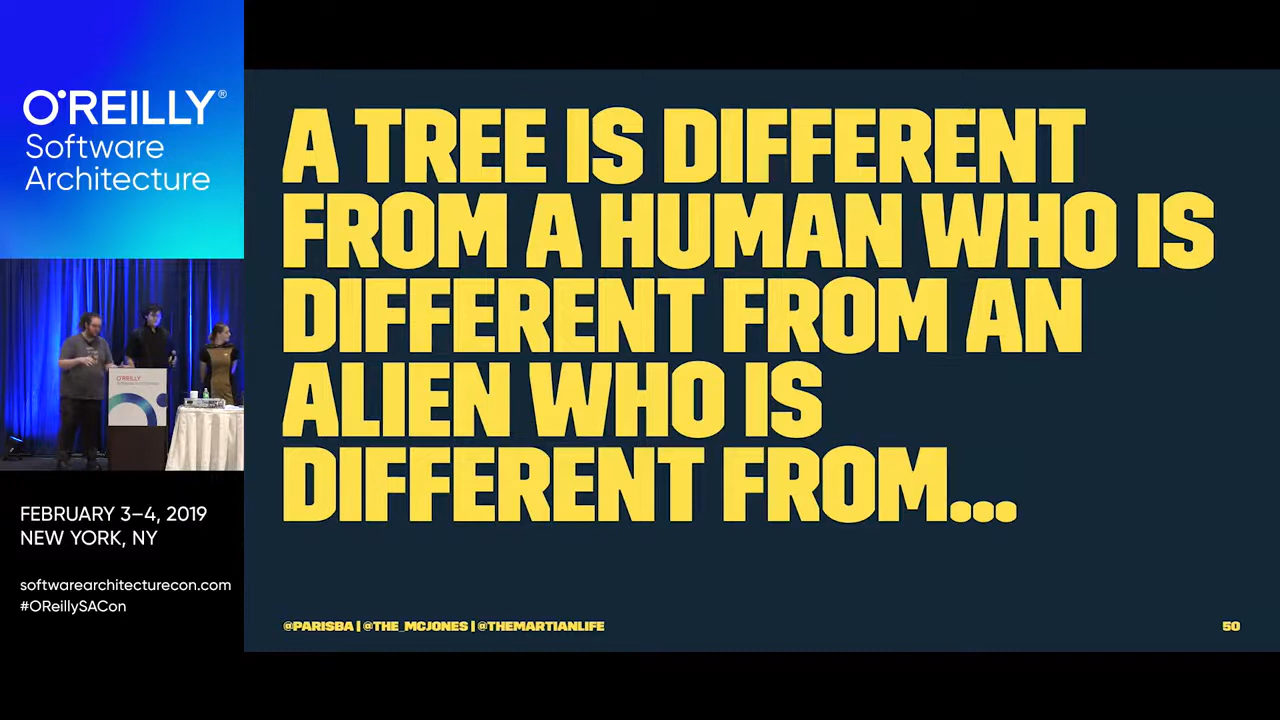 O'REILLY®
Software
Architecture
A TREE IS DIFFERENT
FROM A HUMAN WHO IS
DIFFERENT FROM AN
ALIEN WHO IS
DIFFERENT FROM...
O'REILLY
FEBRUARY 3–4, 2019
NEW YORK, NY
softwarearchitecturecon.com
#OReillySACon
@PARISBA | @THE_MCJONES | @THEMARTIANLIFE
50